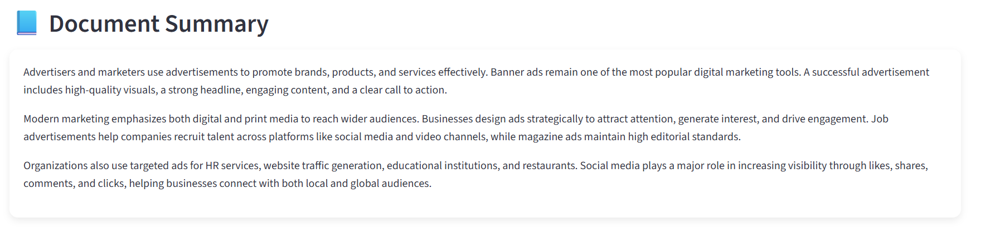 Document Summary
Advertisers and marketers use advertisements to promote brands, products, and services effectively. Banner ads remain one of the most popular digital marketing tools. A successful advertisement
includes high-quality visuals, a strong headline, engaging content, and a clear call to action.
Modern marketing emphasizes both digital and print media to reach wider audiences. Businesses design ads strategically to attract attention, generate interest, and drive engagement. Job
advertisements help companies recruit talent across platforms like social media and video channels, while magazine ads maintain high editorial standards.
Organizations also use targeted ads for HR services, website traffic generation, educational institutions, and restaurants. Social media plays a major role in increasing visibility through likes, shares,
comments, and clicks, helping businesses connect with both local and global audiences.